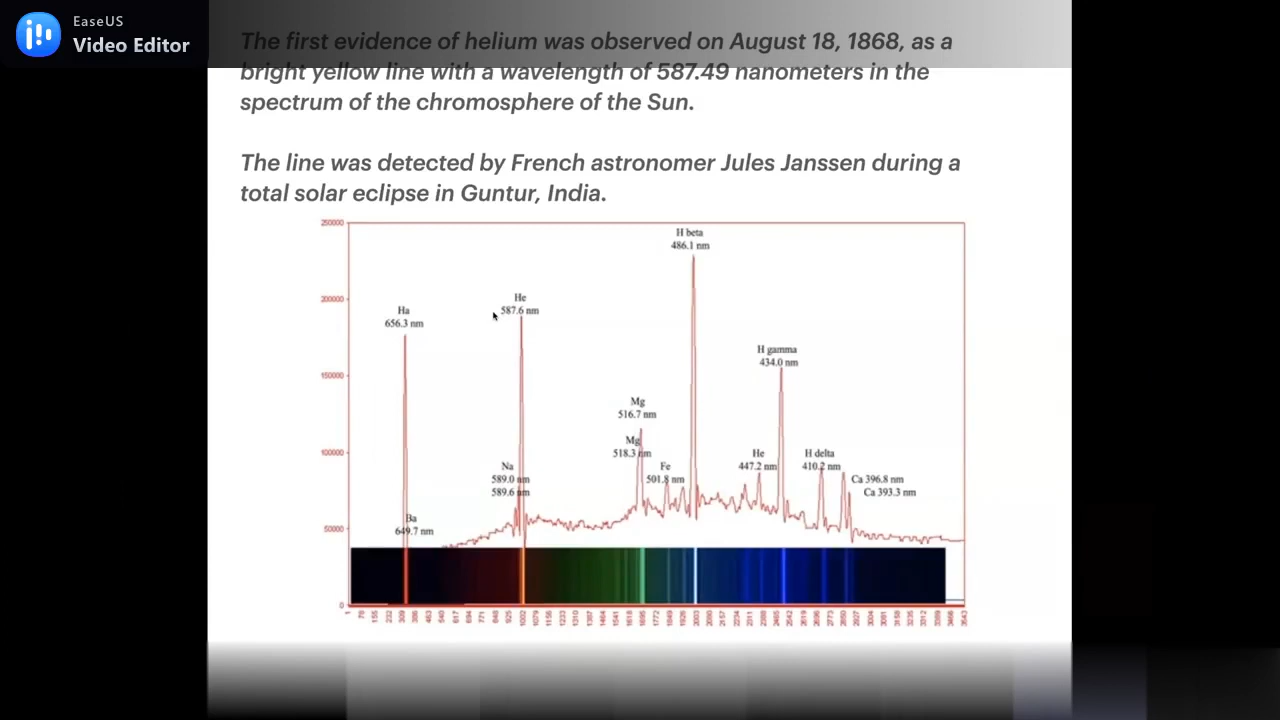 EaseUS
Video Editor
The first evidence of helium was observed on August 18, 1868, as a
bright yellow line with a wavelength of 587.49 nanometers in the
spectrum of the chromosphere of the Sun.
The line was detected by French astronomer Jules Janssen during a
total solar eclipse in Guntur, India.
250000
200000
150000
100000
50000
0
H beta
486.1 nm
He
587.6 nm
Ha
656.3 nm
H gamma
434.0 nm
Mg
516.7 nm
Mg
518.3 nm
Fe
501.8 nm
He
447.2 nm
H delta
410.2 nm
Na
589.0 nm
589.6 nm
Ca 396.8 nm
Ca 393.3 nm
Ba
649.7 nm